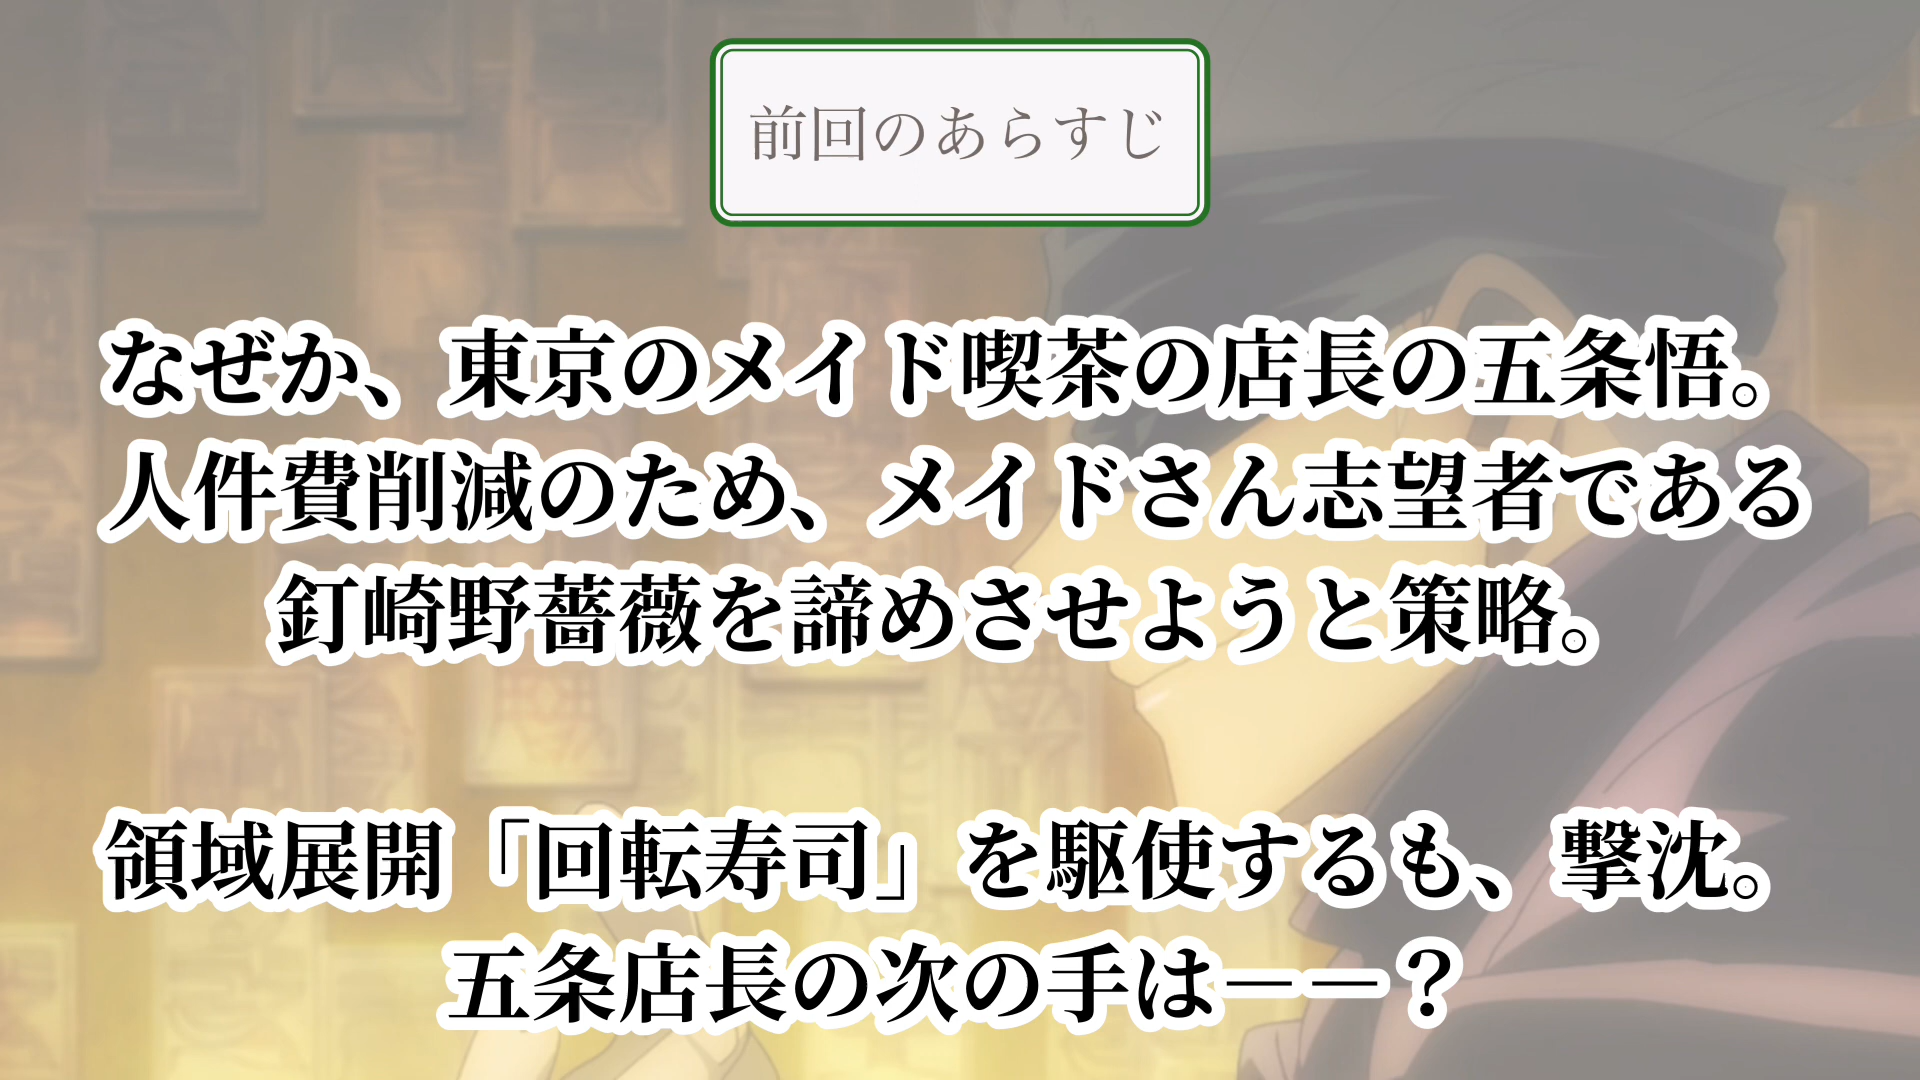 前回のあらすじ
なぜか、東京のメイド喫茶の店長の五条悟。
人件費削減のため、メイドさん志望者である
釘崎野薔薇を諦めさせようと策略。
領域展開「回転寿司」を駆使するも、撃沈。
五条店長の次の手は――？